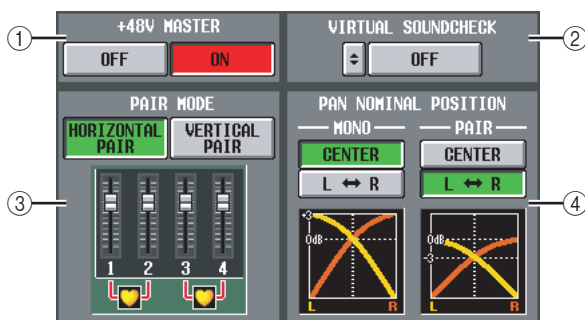 ①
+48V MASTER
OFF
ON
VIRTUAL SOUNDCHECK
OFF
②
③
PAIR MODE
HORIZONTAL
PAIR
VERTICAL
PAIR
1 2 3 4
PAN NOMINAL POSITION
MONO
CENTER
L ↔ R
+3
0dB
L R
PAIR
CENTER
L ↔ R
0dB
-3
L R
④